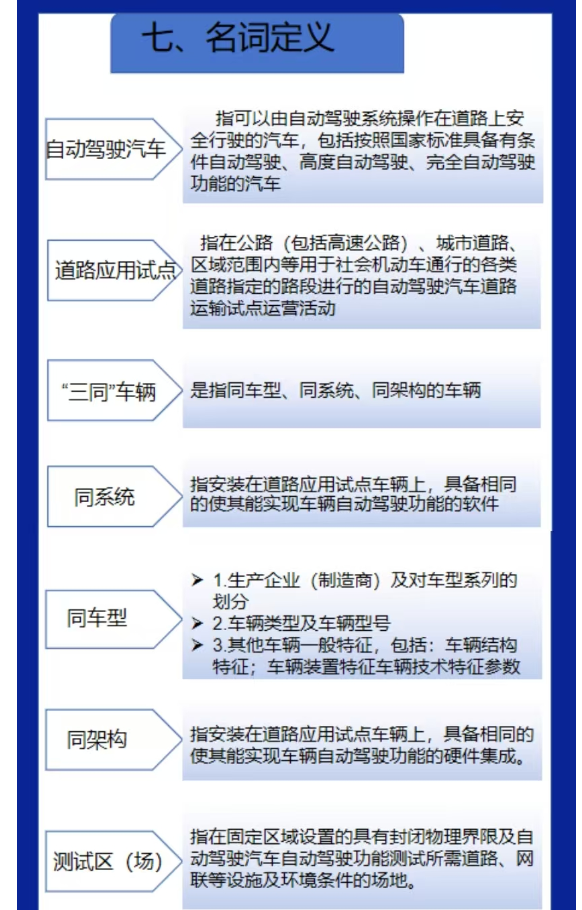 七、名词定义
自动驾驶汽车
指可以由自动驾驶系统操作在道路上安
全行驶的汽车，包括按照国家标准具备有条
件自动驾驶、高度自动驾驶、完全自动驾驶
功能的汽车
道路应用试点
指在公路（包括高速公路）、城市道路、
区域范围内等用于社会机动车通行的各类
道路指定的路段进行的自动驾驶汽车道路
运输试点运营活动
“三同”车辆
是指同车型、同系统、同架构的车辆
同系统
指安装在道路应用试点车辆上，具备相同
的使其能实现车辆自动驾驶功能的软件
同车型
➢ 1.生产企业（制造商）及对车型系列的
划分
➢ 2.车辆类型及车辆型号
➢ 3.其他车辆一般特征，包括：车辆结构
特征；车辆装置特征车辆技术特征参数
同架构
指安装在道路应用试点车辆上，具备相同的
使其能实现车辆自动驾驶功能的硬件集成。
测试区（场）
指在固定区域设置的具有封闭物理界限及自
动驾驶汽车自动驾驶功能测试所需道路、网
联等设施及环境条件的场地。